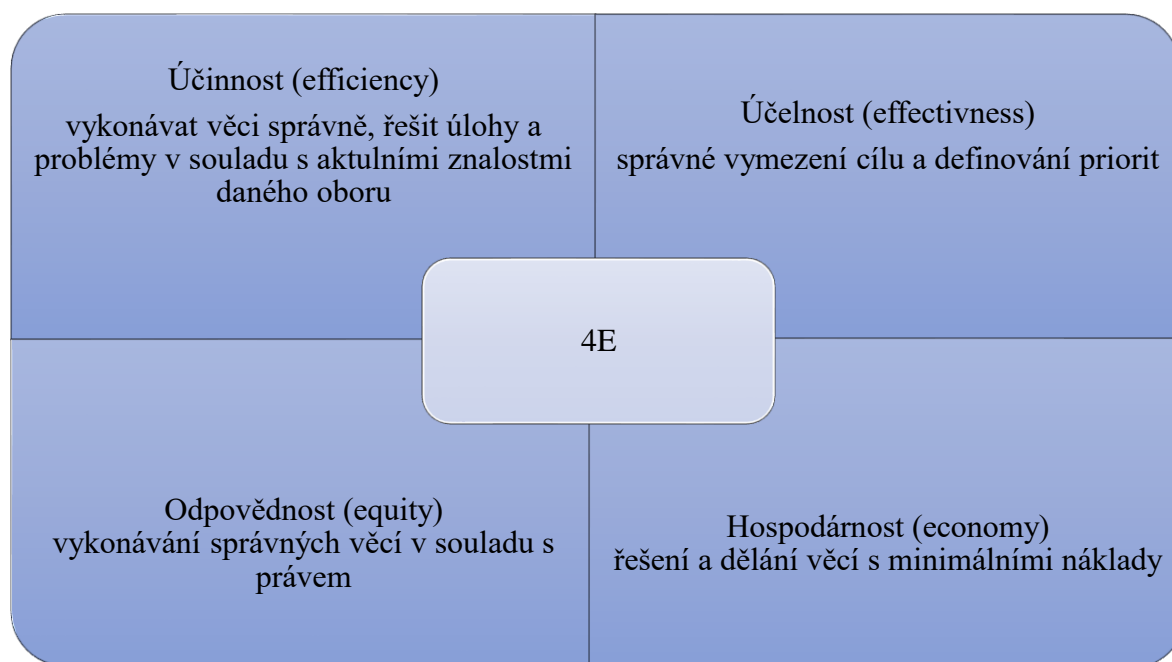 Účinnost (efficiency)
vykonávat věci správně, řešit úlohy a
problémy v souladu s aktulními znalostmi
daného oboru
Účelnost (effectivness)
správné vymezení cílu a definování priorit
4E
Odpovědnost (equity)
vykonávání správných věcí v souladu s
právem
Hospodárnost (economy)
řešení a dělání věcí s minimálními náklady